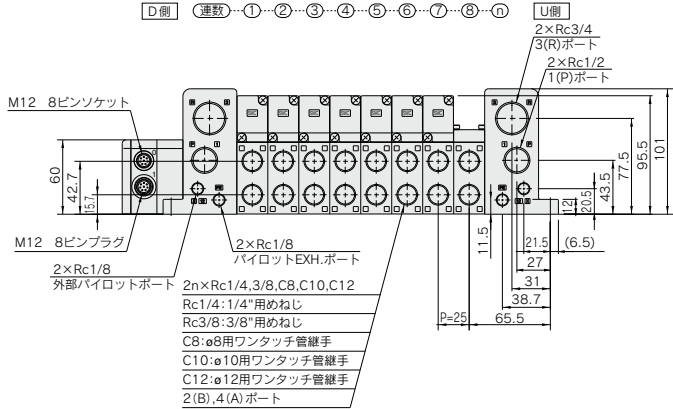 D側 連数 1 2 3 4 5 6 7 8 n U側
2×Rc3/4
3(R)ポート
2×Rc1/2
1(P)ポート
M12 8ピンソケット
60
42.7
15.7
M12 8ピンプラグ
2×Rc1/8
外部パイロットポート
2×Rc1/8
パイロットEXH.ポート
2n×Rc1/4,3/8,C8,C10,C12
Rc1/4:1/4"用めねじ
Rc3/8:3/8"用めねじ
C8:ø8用ワンタッチ管継手
C10:ø10用ワンタッチ管継手
C12:ø12用ワンタッチ管継手
2(B),4(A)ポート
P=25
65.5
11.5
38.7
31
27
21.5
(6.5)
12
20.5
43.5
77.5
95.5
101